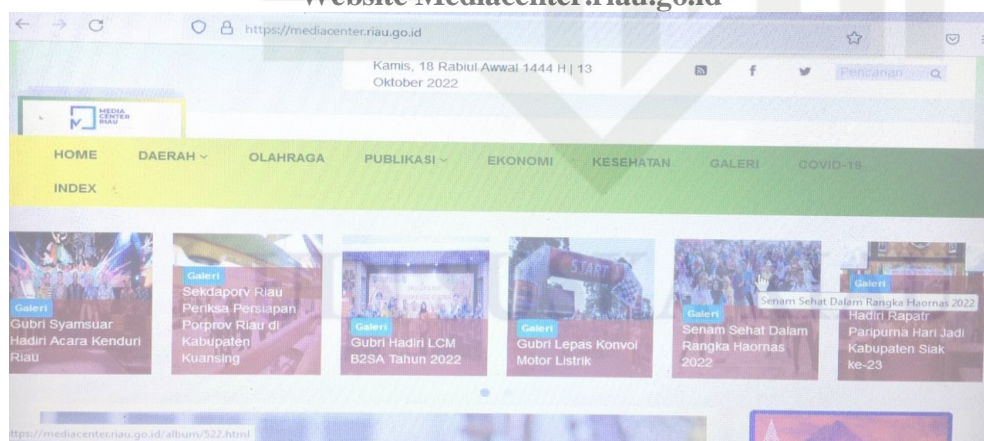 Website Mediacenter.riau.go.id
https://mediacenter.riau.go.id
Kamis, 18 Rabiul Awwal 1444 H | 13
Oktober 2022
f
Pencarian
MEDIA
CENTER
RIAU
HOME DAERAH OLAHRAGA PUBLIKASI EKONOMI KESEHATAN GALERI COVID-19
INDEX
Galeri
Gubri Syamsuar
Hadiri Acara Kenduri
Riau
Galeri
Sekdaporv Riau
Periksa Persiapan
Porprov Riau di
Kabupaten
Kuansing
Galeri
Gubri Hadiri LCM
B2SA Tahun 2022
START
Galeri
Gubri Lepas Konvoi
Motor Listrik
Galeri
Senam Sehat Dalam
Rangka Haornas
2022
Senam Sehat Dalam Rangka Haornas 2022
Galeri
Hadiri Rapatr
Paripurna Hari Jadi
Kabupaten Siak
ke-23
https://mediacenter.riau.go.id/album/522.html